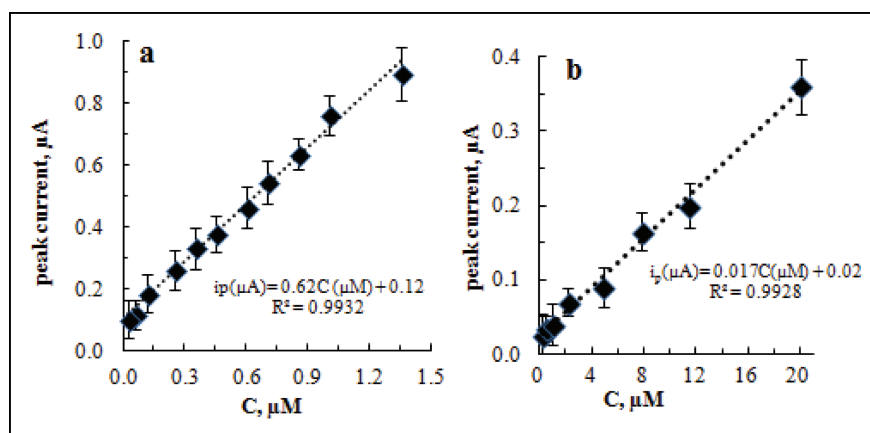 a
1.0
0.8
0.6
0.4
0.2
0.0
peak current, µA
ip(µA)=0.62C(µM)+0.12
R²=0.9932
0.0 0.3 0.6 0.9 1.2 1.5
C, µM
b
0.4
0.3
0.2
0.1
0.0
peak current, µA
ip(µA)=0.017C(µM)+0.02
R²=0.9928
0 4 8 12 16 20
C, µM